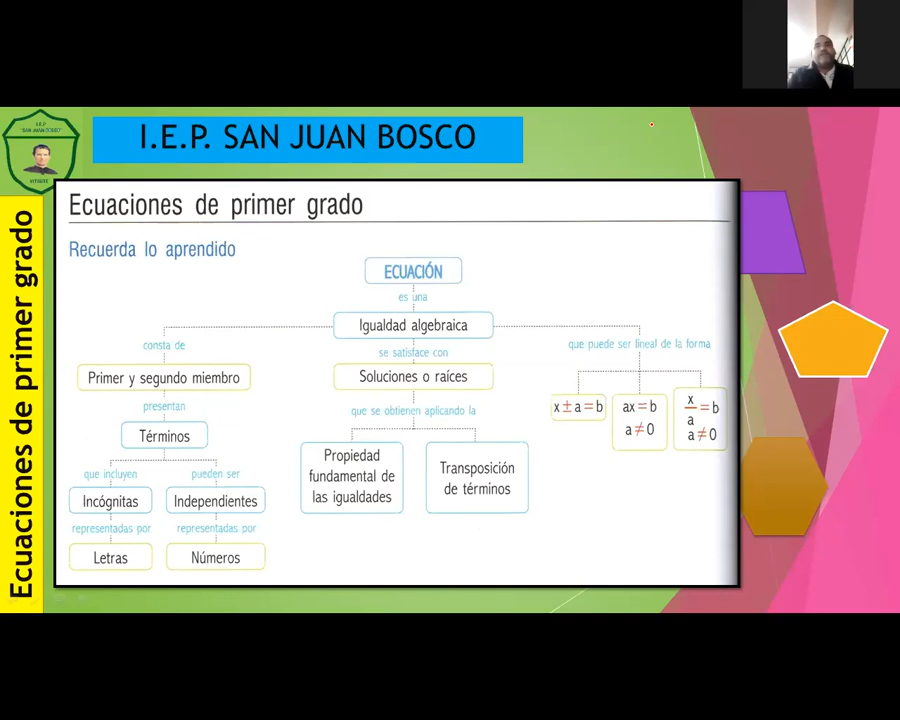 I.E.P.
"SAN JUAN BOSCO"
I.E.P. SAN JUAN BOSCO
Ecuaciones de primer grado
Ecuaciones de primer grado
Recuerda lo aprendido
ECUACIÓN
es una
Igualdad algebraica
consta de
se satisface con
que puede ser lineal de la forma
Primer y segundo miembro
Soluciones o raíces
presentan
que se obtienen aplicando la
x ± a = b
ax = b
a ≠ 0
x/a = b
a ≠ 0
Términos
Propiedad
fundamental de
las igualdades
Transposición
de términos
que incluyen
pueden ser
Incógnitas
Independientes
representadas por
representadas por
Letras
Números